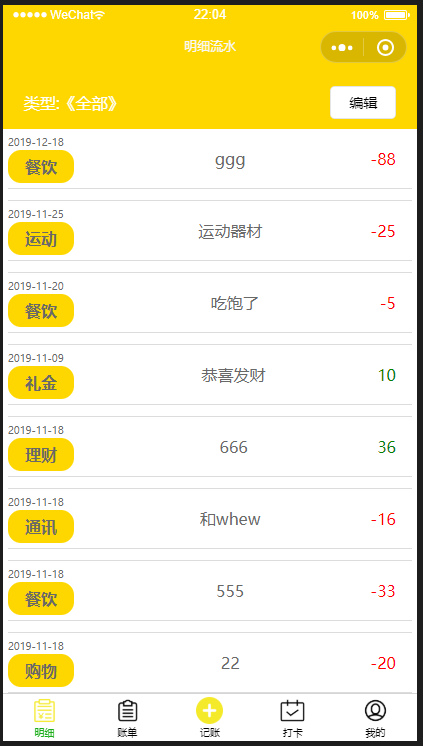 WeChat 22:04 100%
明细流水
类型:《全部》 编辑
2019-12-18
餐饮 ggg -88
2019-11-25
运动 运动器材 -25
2019-11-20
餐饮 吃饱了 -5
2019-11-09
礼金 恭喜发财 10
2019-11-18
理财 666 36
2019-11-18
通讯 和whew -16
2019-11-18
餐饮 555 -33
2019-11-18
购物 22 -20
明细 账单 记账 打卡 我的